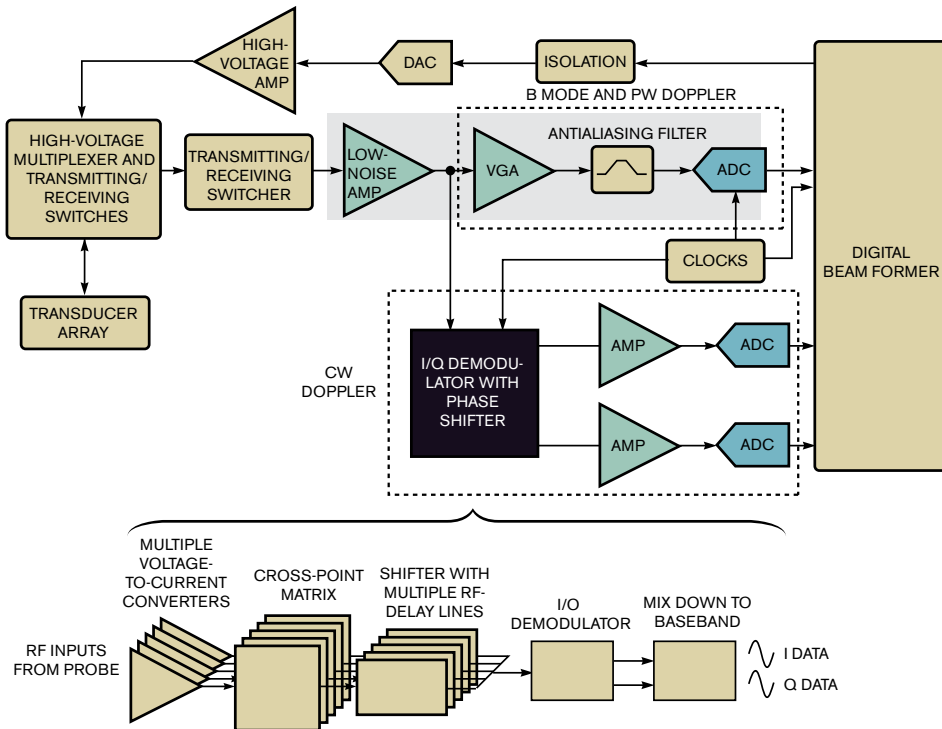 HIGH-
VOLTAGE
AMP
DAC
ISOLATION
B MODE AND PW DOPPLER
HIGH-VOLTAGE
MULTIPLEXER AND
TRANSMITTING/
RECEIVING
SWITCHES
TRANSMITTING/
RECEIVING
SWITCHER
LOW-
NOISE
AMP
VGA
ANTIALIASING FILTER
ADC
CLOCKS
DIGITAL
BEAM FORMER
TRANSDUCER
ARRAY
CW
DOPPLER
I/Q DEMODU-
LATOR WITH
PHASE
SHIFTER
AMP
ADC
AMP
ADC
MULTIPLE
VOLTAGE-
TO-CURRENT
CONVERTERS
CROSS-POINT
MATRIX
SHIFTER WITH
MULTIPLE RF-
DELAY LINES
I/O
DEMODULATOR
MIX DOWN TO
BASEBAND
RF INPUTS
FROM PROBE
I DATA
Q DATA